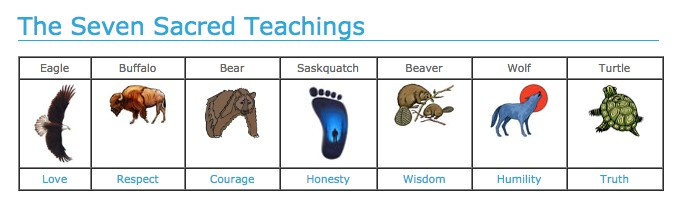 The Seven Sacred Teachings
Eagle Buffalo Bear Saskquatch Beaver Wolf Turtle
Love Respect Courage Honesty Wisdom Humility Truth